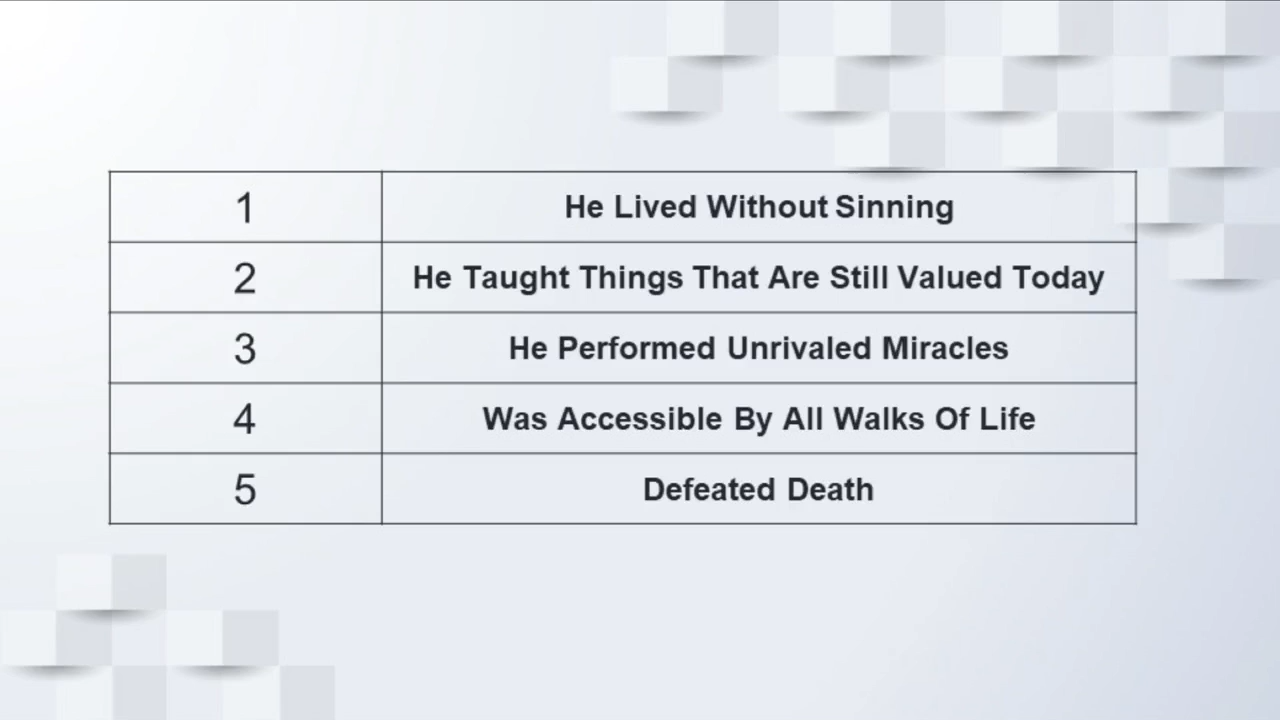 1 He Lived Without Sinning
2 He Taught Things That Are Still Valued Today
3 He Performed Unrivaled Miracles
4 Was Accessible By All Walks Of Life
5 Defeated Death